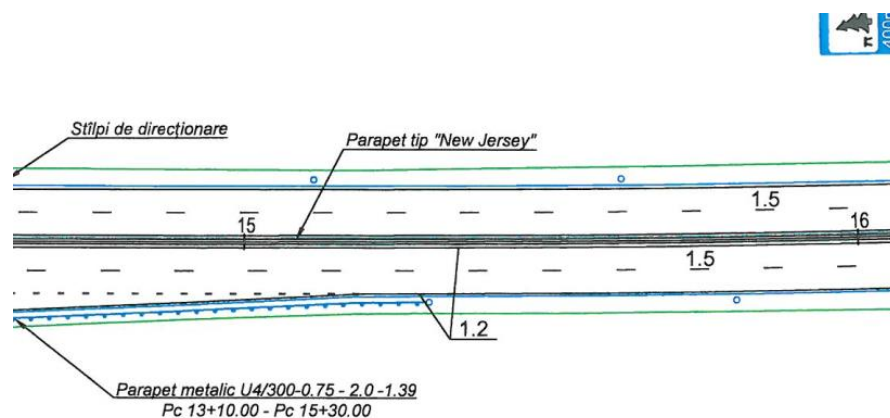 400m
Stîlpi de direcționare
Parapet tip "New Jersey"
1.5
15
16
1.5
1.2
Parapet metalic U4/300-0.75 - 2.0 -1.39
Pc 13+10.00 - Pc 15+30.00